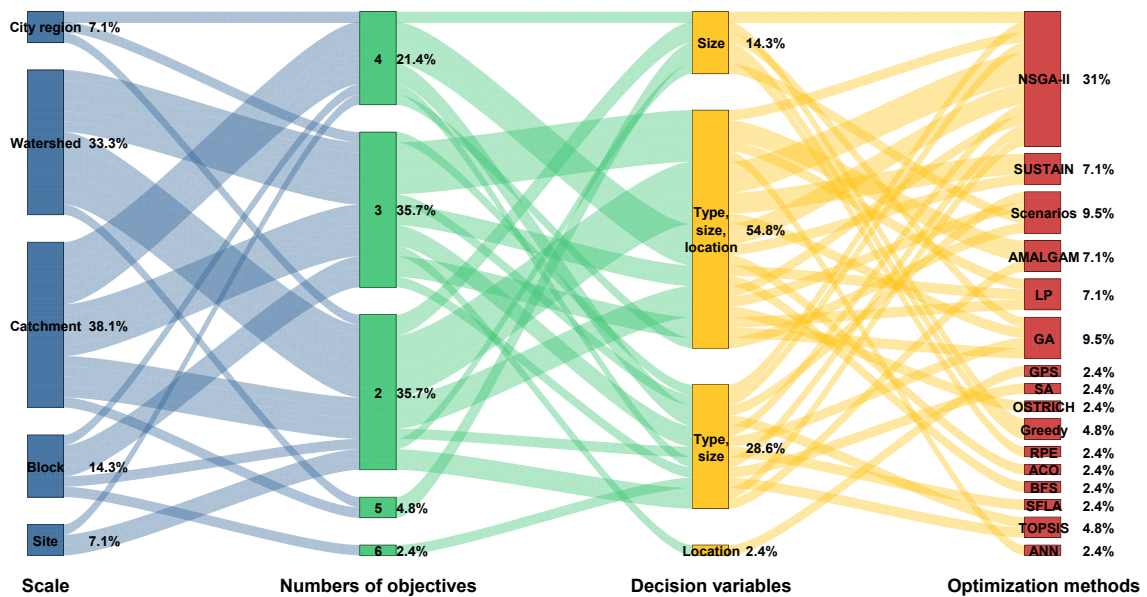 City region 7.1%
Watershed 33.3%
Catchment 38.1%
Block 14.3%
Site 7.1%
Scale
4 21.4%
3 35.7%
2 35.7%
5 4.8%
6 2.4%
Numbers of objectives
Size 14.3%
Type,
size,
location
54.8%
Type,
size
28.6%
Location 2.4%
Decision variables
NSGA-II 31%
SUSTAIN 7.1%
Scenarios 9.5%
AMALGAM 7.1%
LP 7.1%
GA 9.5%
GPS 2.4%
SA 2.4%
OSTRICH 2.4%
Greedy 4.8%
RPE 2.4%
ACO 2.4%
BFS 2.4%
SFLA 2.4%
TOPSIS 4.8%
ANN 2.4%
Optimization methods